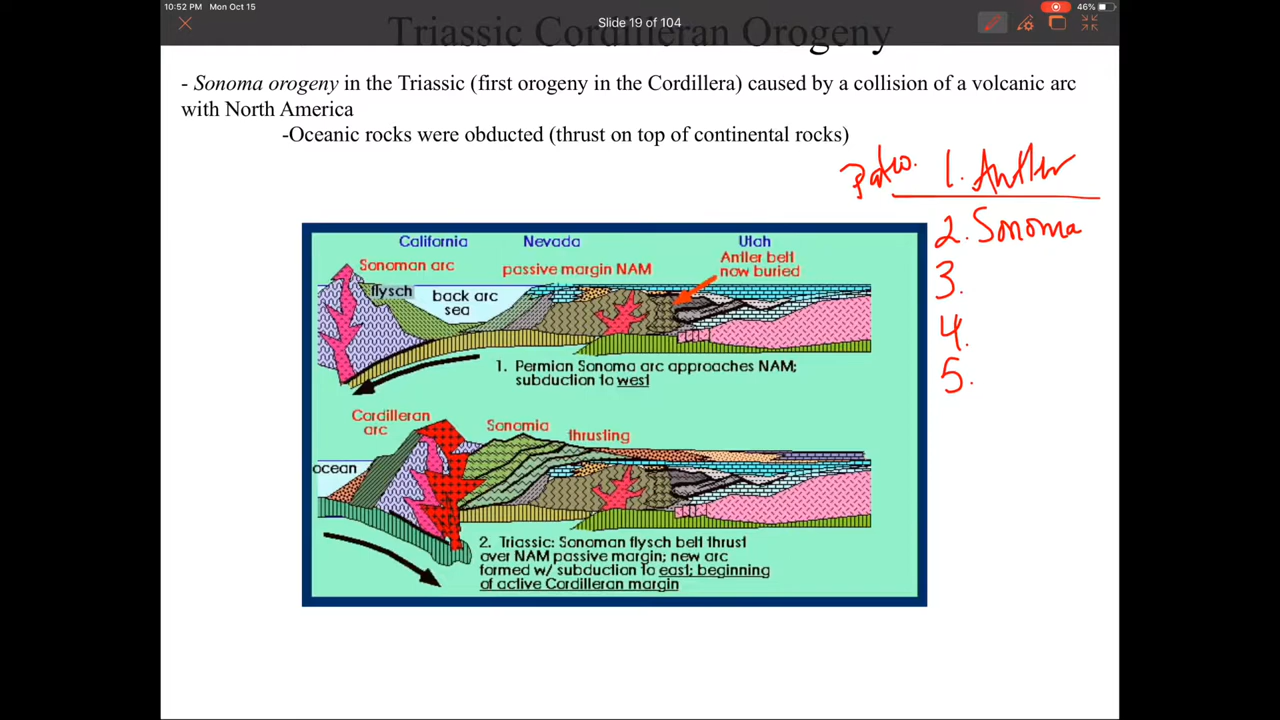 10:52 PM Mon Oct 15
46%
Slide 19 of 104
Triassic Cordilleran Orogeny
- Sonoma orogeny in the Triassic (first orogeny in the Cordillera) caused by a collision of a volcanic arc
with North America
-Oceanic rocks were obducted (thrust on top of continental rocks)
Paleo. 1. Antler
2. Sonoma
3.
4.
5.
California Nevada Utah
Sonoman arc passive margin NAM Antler belt
now buried
flysch back arc
sea
1. Permian Sonoma arc approaches NAM;
subduction to west
Cordilleran
arc Sonomia thrusting
ocean
2. Triassic: Sonoman flysch belt thrust
over NAM passive margin; new arc
formed w/ subduction to east; beginning
of active Cordilleran margin